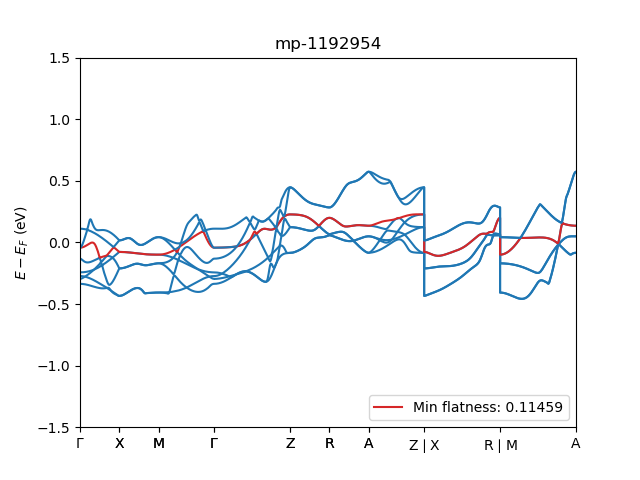 mp-1192954
1.5
1.0
0.5
0.0
−0.5
−1.0
−1.5
E − E_F (eV)
Min flatness: 0.11459
Γ X M Γ Z R A Z | X R | M A